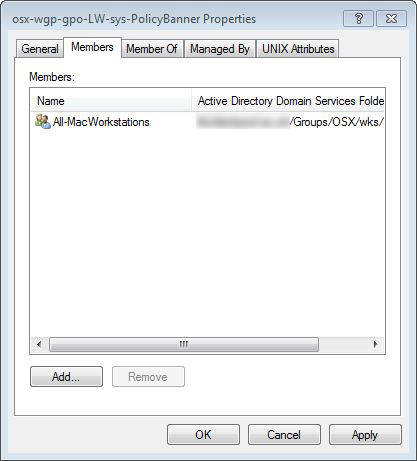 osx-wgp-gpo-LW-sys-PolicyBanner Properties
General Members Member Of Managed By UNIX Attributes
Members:
Name Active Directory Domain Services Folde
All-MacWorkstations /Groups/OSX/wks/
Add... Remove
OK Cancel Apply